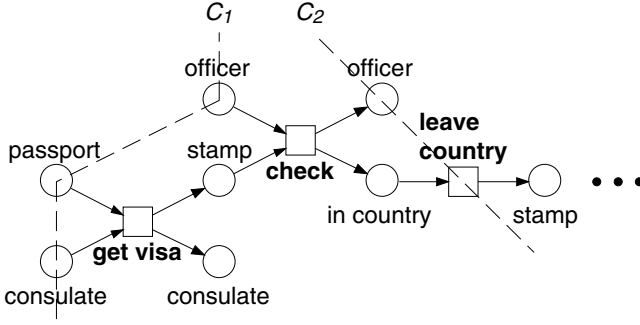 C1 C2
officer officer
leave
country
passport stamp
check
in country stamp
get visa
consulate consulate